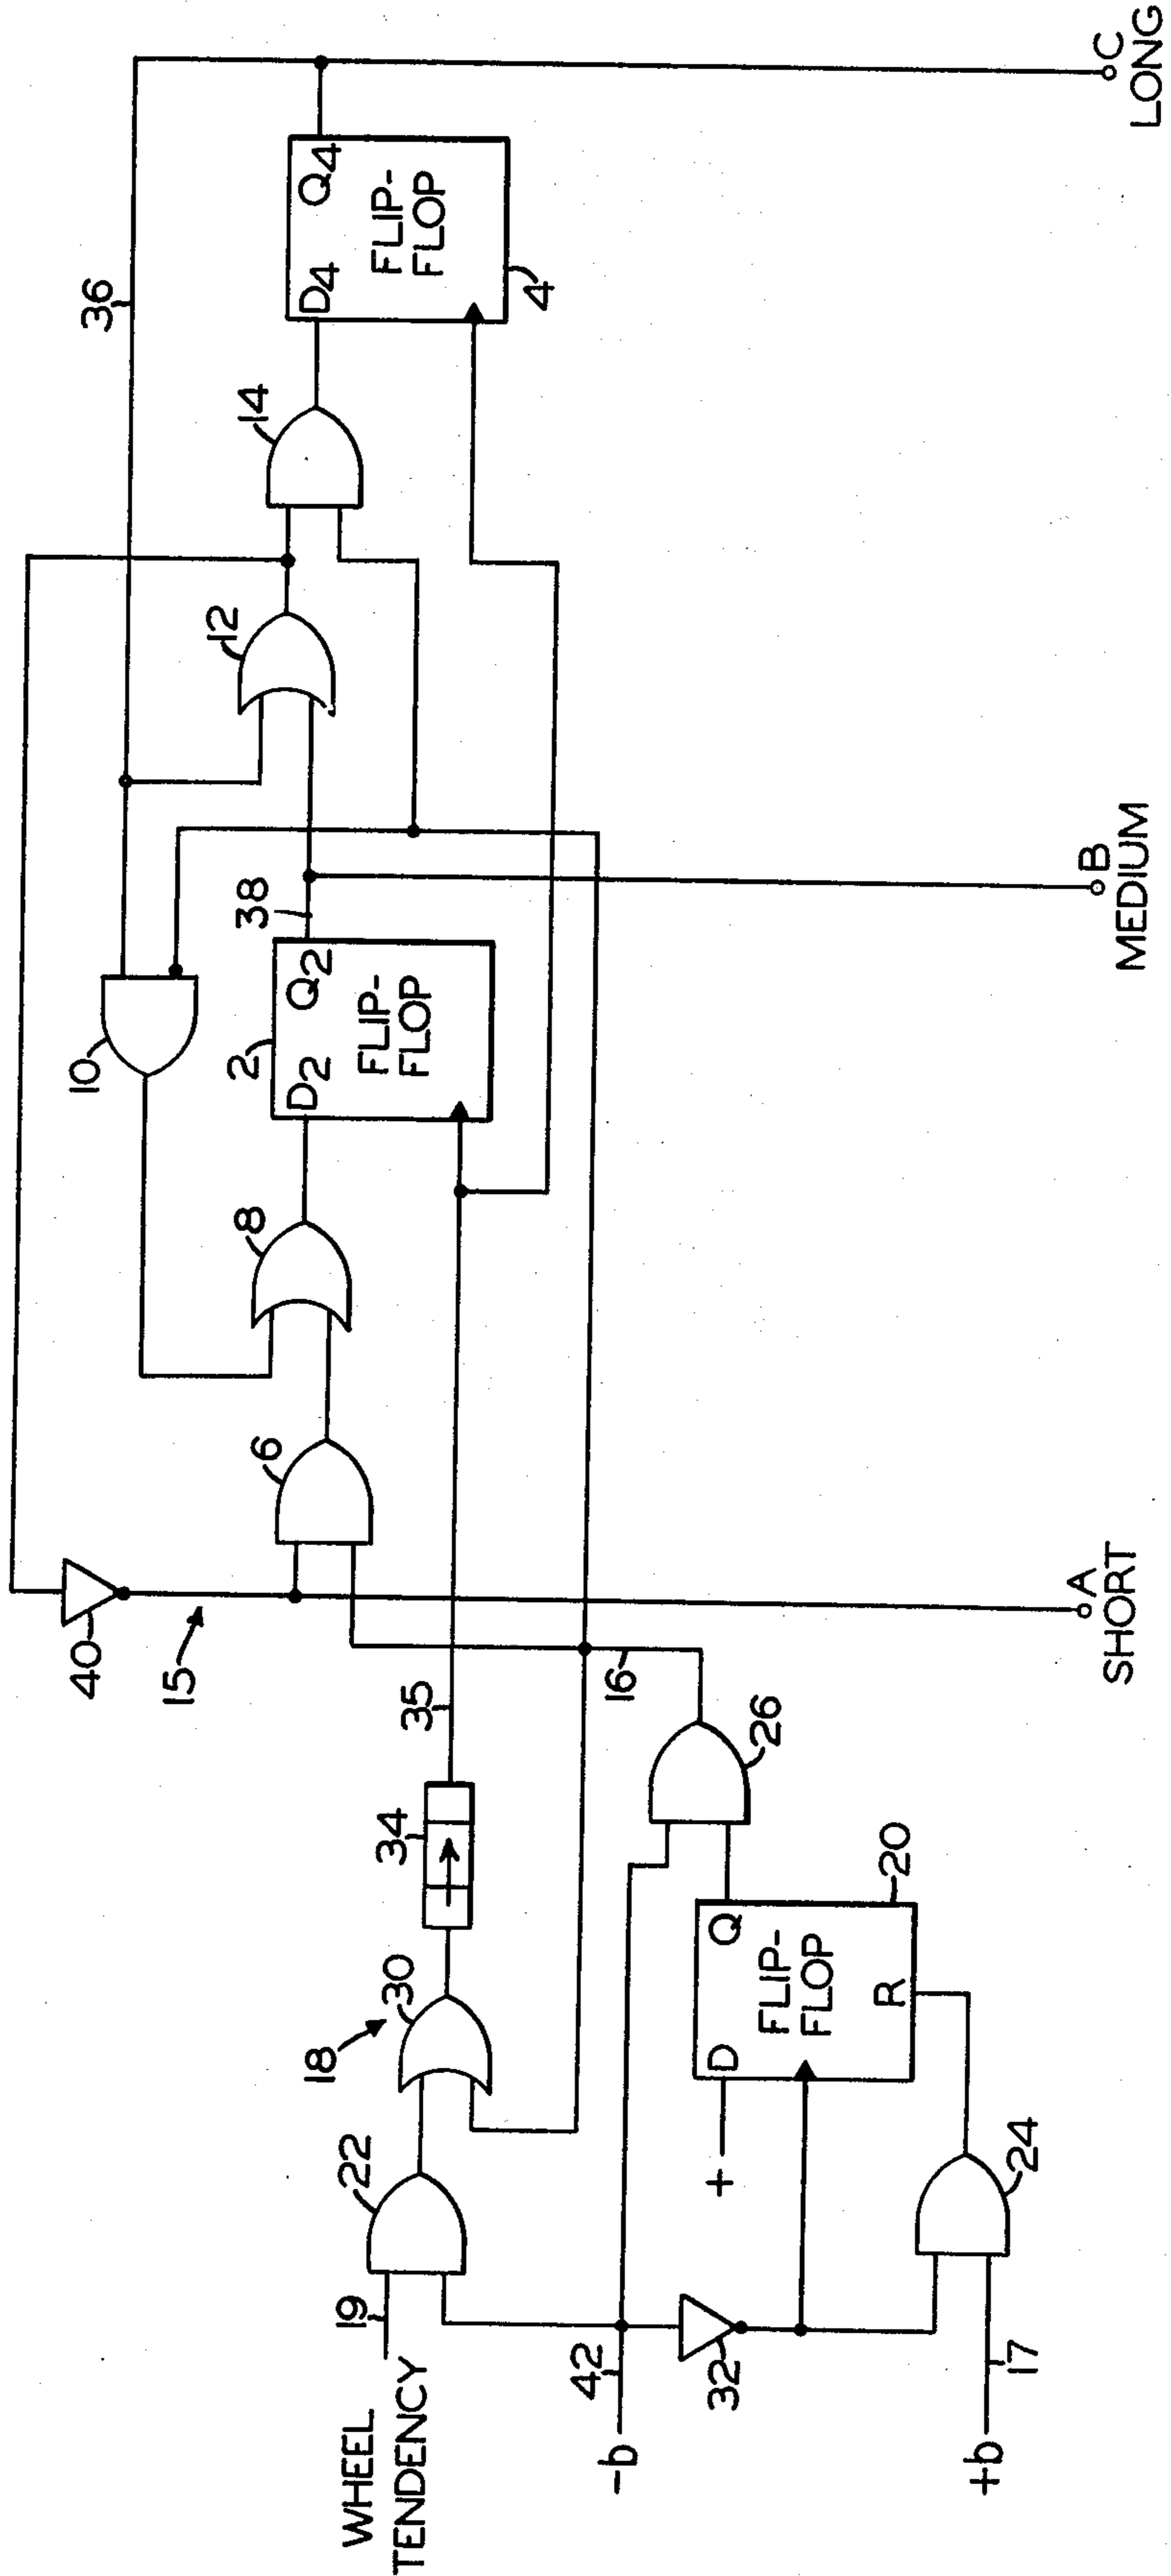 36
10
12
14
40
15
6
8
2
D2
Q2
FLIP-
FLOP
38
D4
Q4
FLIP-
FLOP
4
WHEEL
TENDENCY
19
22
18
30
34
35
16
26
-b
42
32
+
D
Q
FLIP-
FLOP
R
20
24
+b
17
A
SHORT
B
MEDIUM
C
LONG